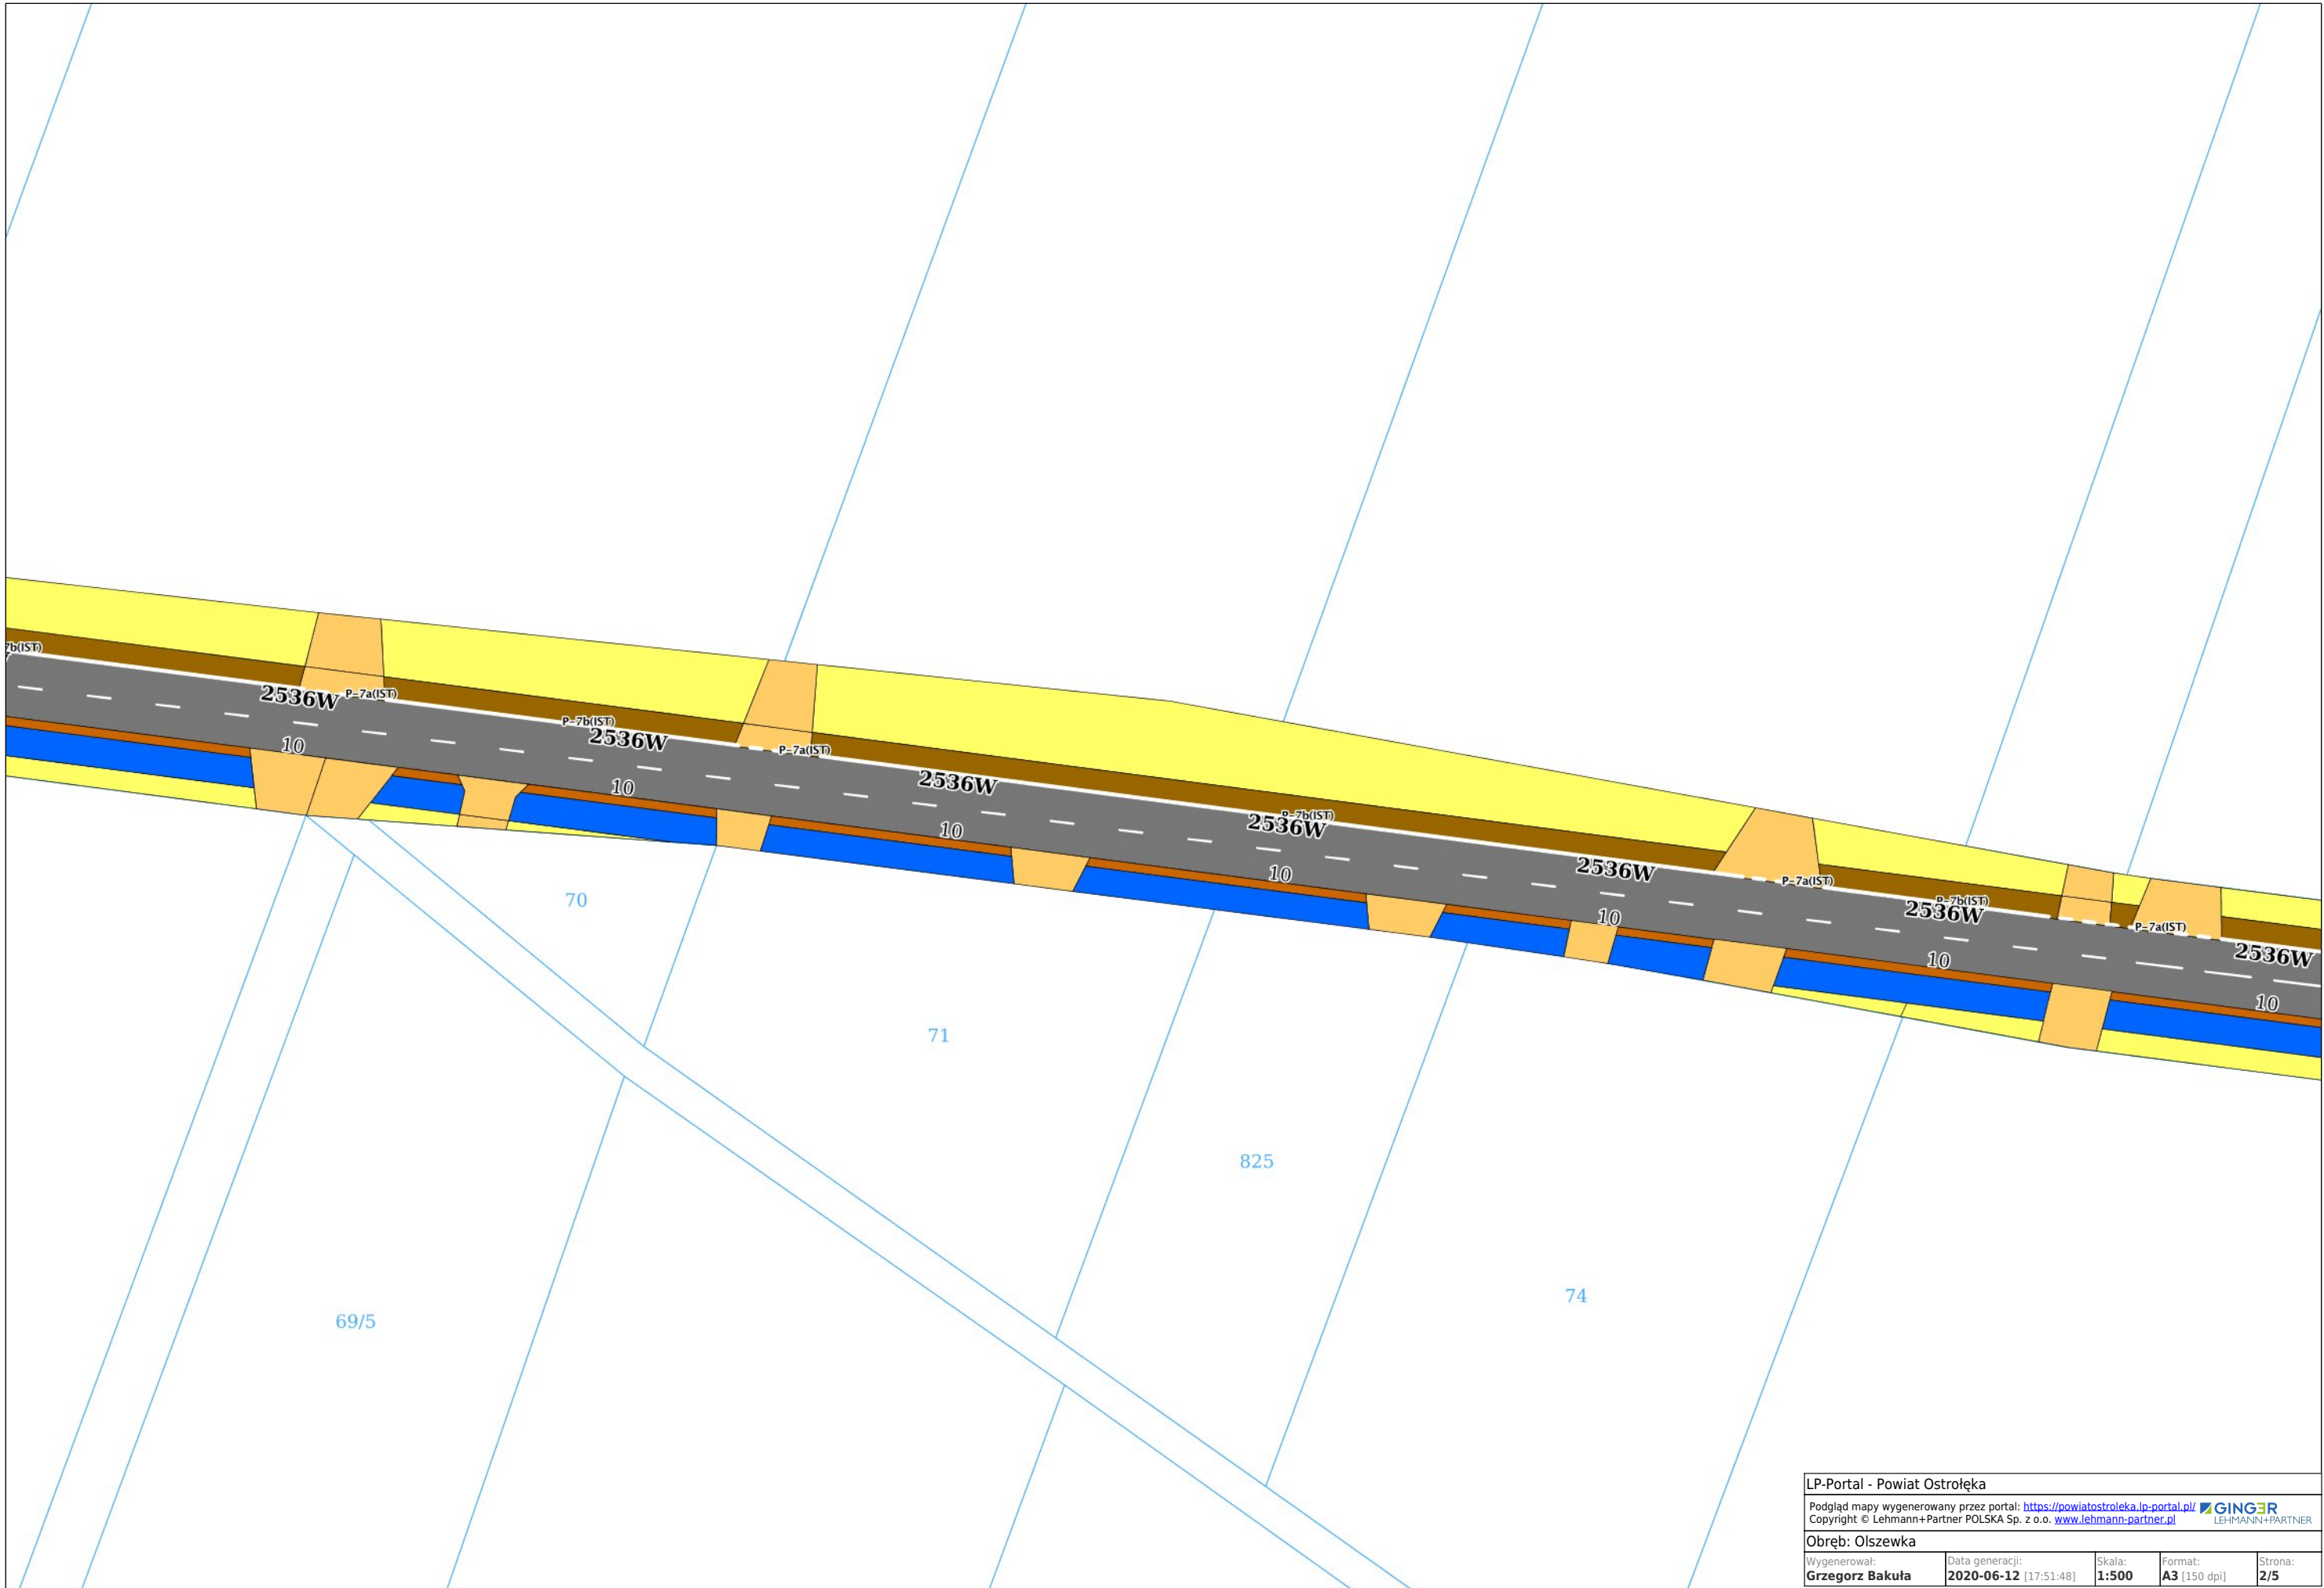 7b(IST)
2536W
P-7a(IST)
P-7b(IST)
2536W
P-7a(IST)
2536W
P-7b(IST)
2536W
2536W
P-7a(IST)
P-7b(IST)
2536W
P-7a(IST)
2536W
10
10
10
10
10
10
10
70
71
825
74
69/5
LP-Portal - Powiat Ostrołęka
Podgląd mapy wygenerowany przez portal: https://powiatostroleka.lp-portal.pl/
Copyright © Lehmann+Partner POLSKA Sp. z o.o. www.lehmann-partner.pl
GINGER
LEHMANN+PARTNER
Obręb: Olszewka
Wygenerował: Data generacji: Skala: Format: Strona:
Grzegorz Bakuła 2020-06-12 [17:51:48] 1:500 A3 [150 dpi] 2/5